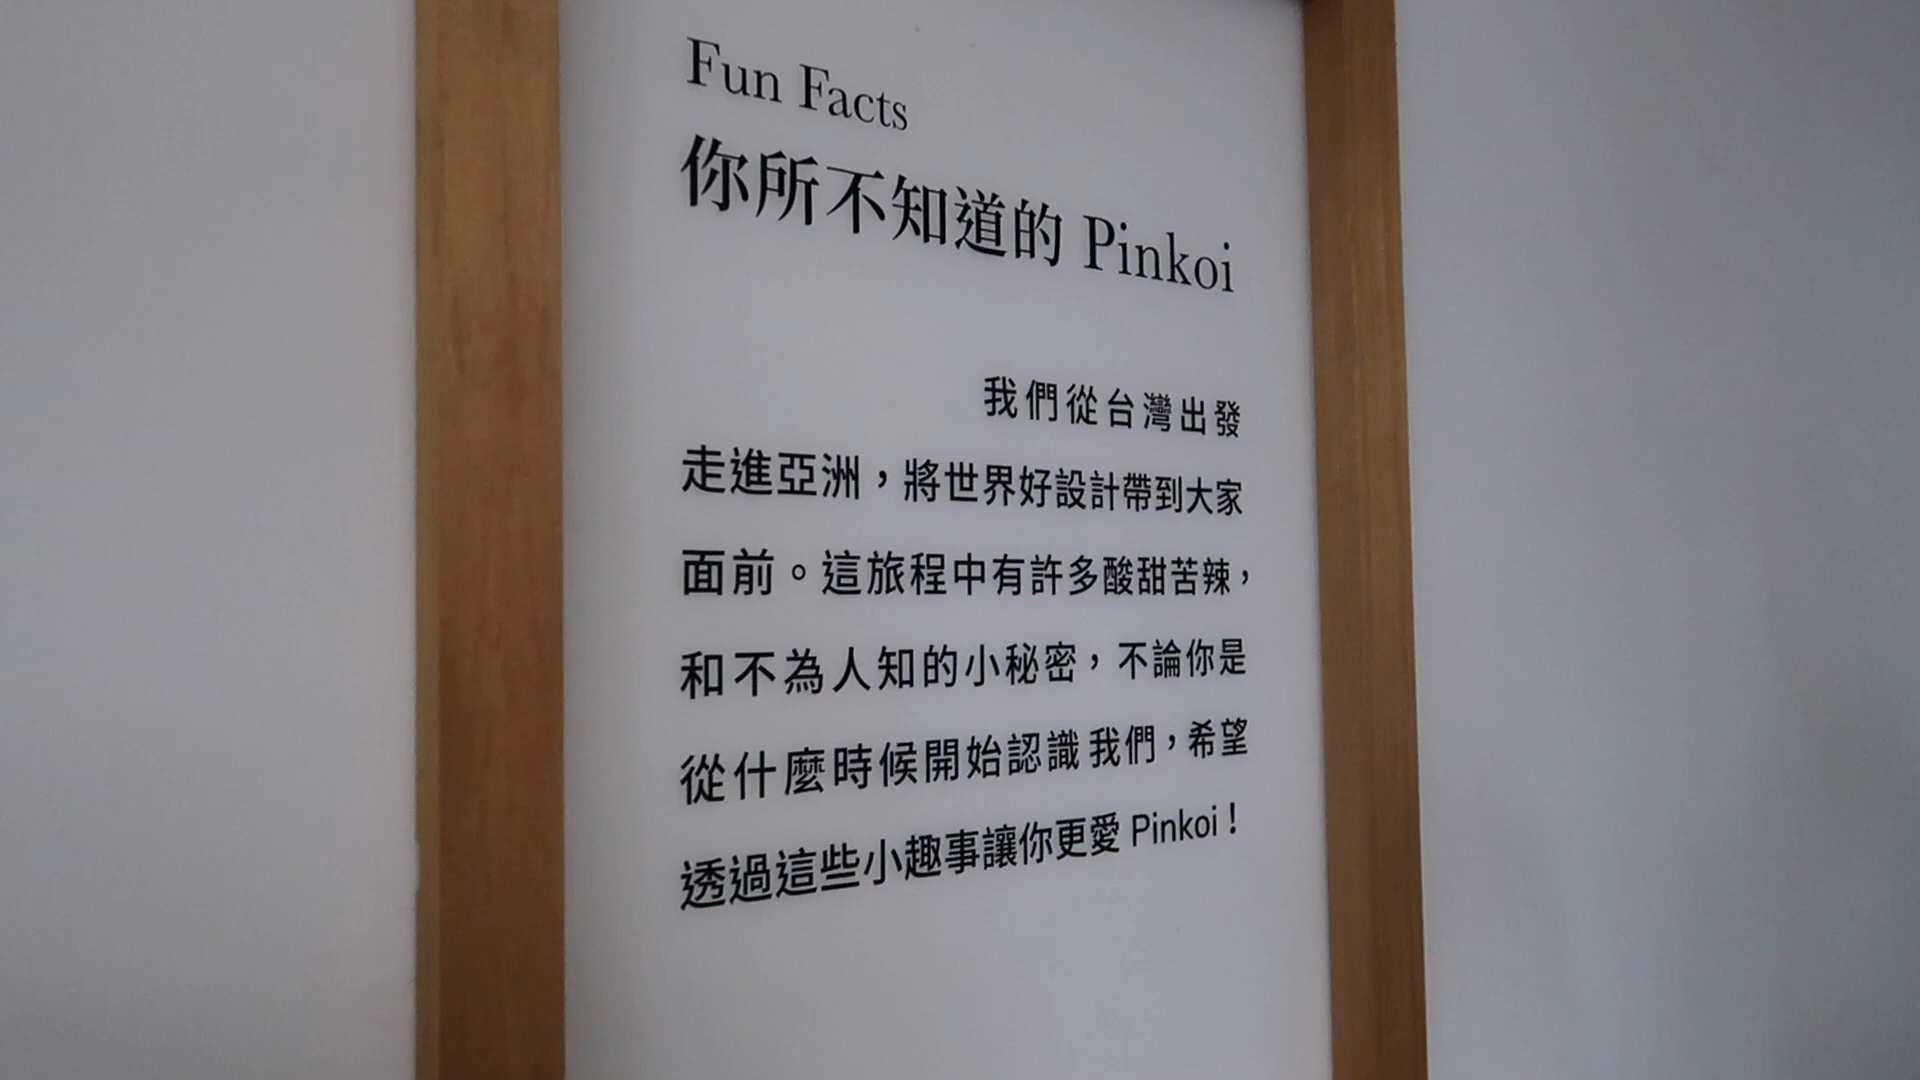 Fun Facts
你所不知道的 Pinkoi
我們從台灣出發
走進亞洲，將世界好設計帶到大家
面前。這旅程中有許多酸甜苦辣，
和不為人知的小秘密，不論你是
從什麼時候開始認識我們，希望
透過這些小趣事讓你更愛 Pinkoi！